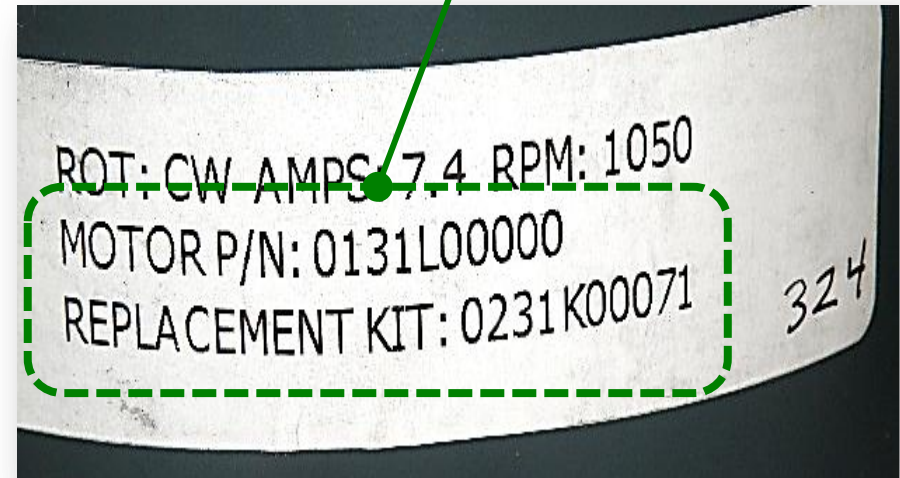 ROT: CW AMPS: 7.4 RPM: 1050
MOTOR P/N: 0131L00000
REPLACEMENT KIT: 0231K00071
324